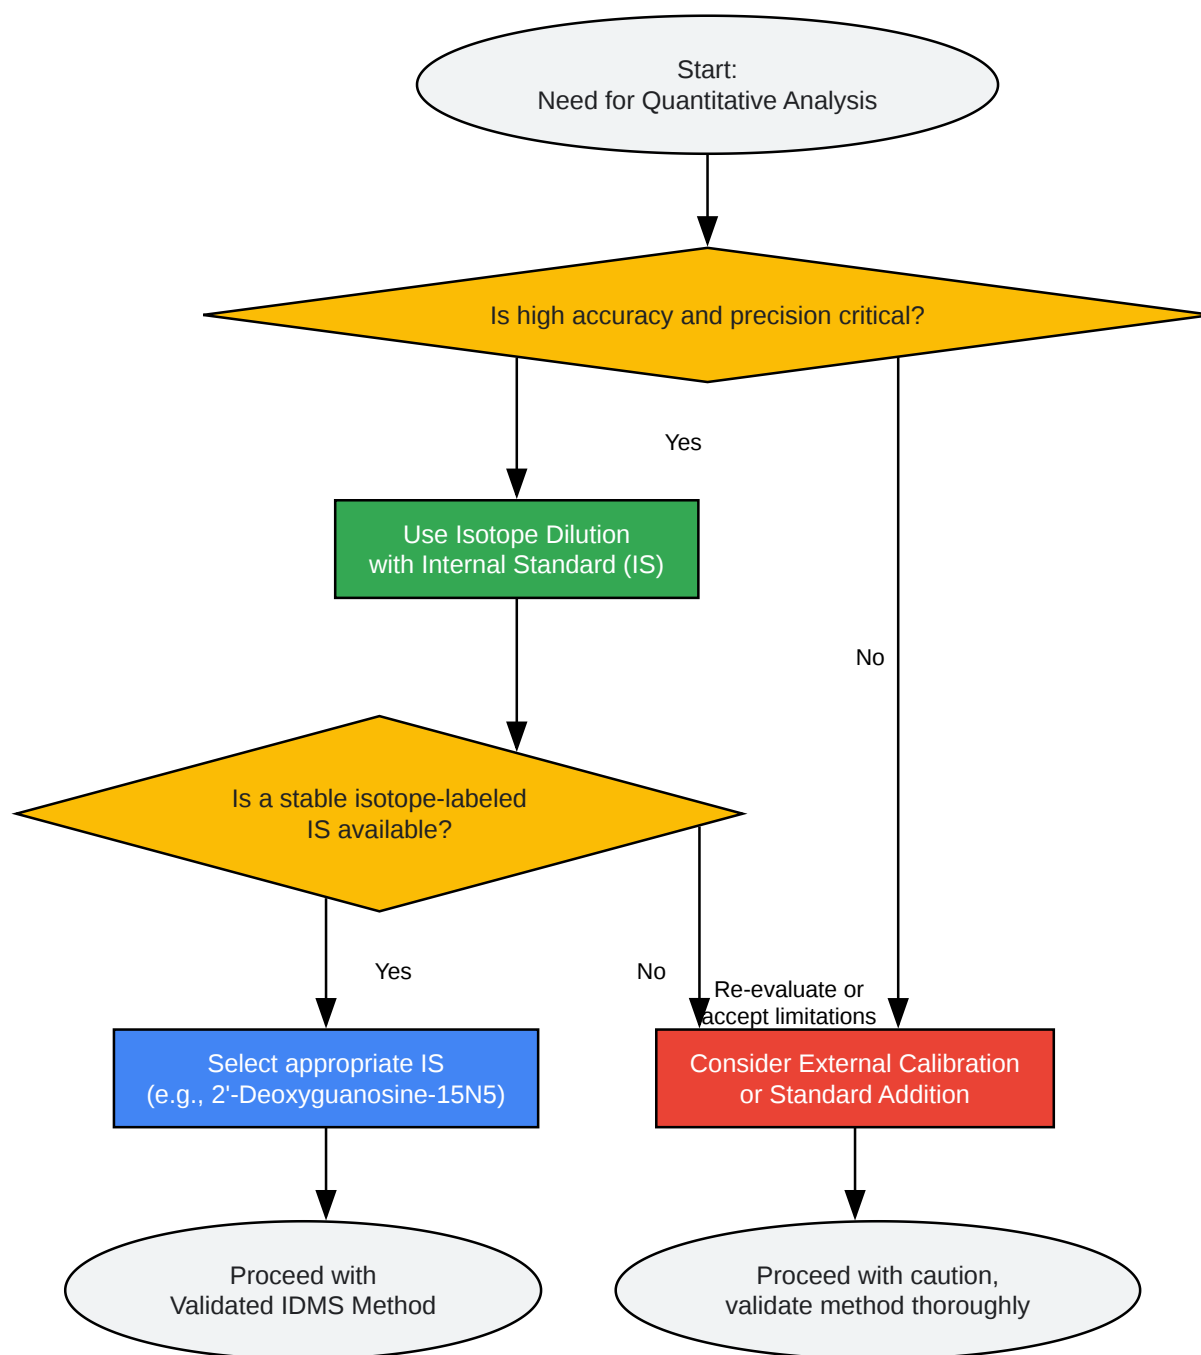 Start:
Need for Quantitative Analysis
Is high accuracy and precision critical?
Yes
Use Isotope Dilution
with Internal Standard (IS)
No
Is a stable isotope-labeled
IS available?
Yes
No
Re-evaluate or
accept limitations
Select appropriate IS
(e.g., 2'-Deoxyguanosine-15N5)
Consider External Calibration
or Standard Addition
Proceed with
Validated IDMS Method
Proceed with caution,
validate method thoroughly